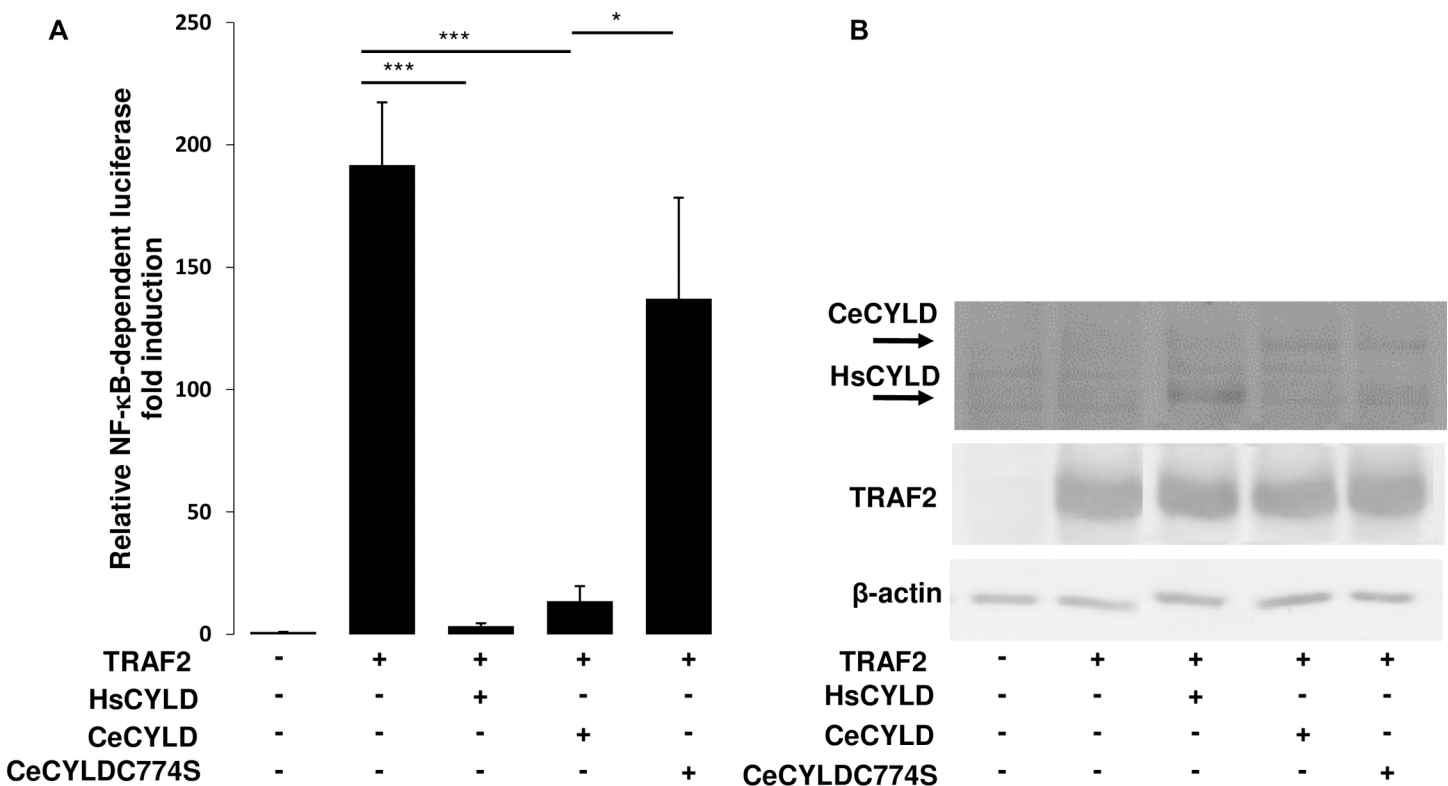 A
Relative NF-κB-dependent luciferase
fold induction
250
200
150
100
50
0
***
***
*
TRAF2 - + + + +
HsCYLD - - + - -
CeCYLD - - - + -
CeCYLDC774S - - - - +
B
CeCYLD
HsCYLD
TRAF2
β-actin
TRAF2 - + + + +
HsCYLD - - + - -
CeCYLD - - - + -
CeCYLDC774S - - - - +